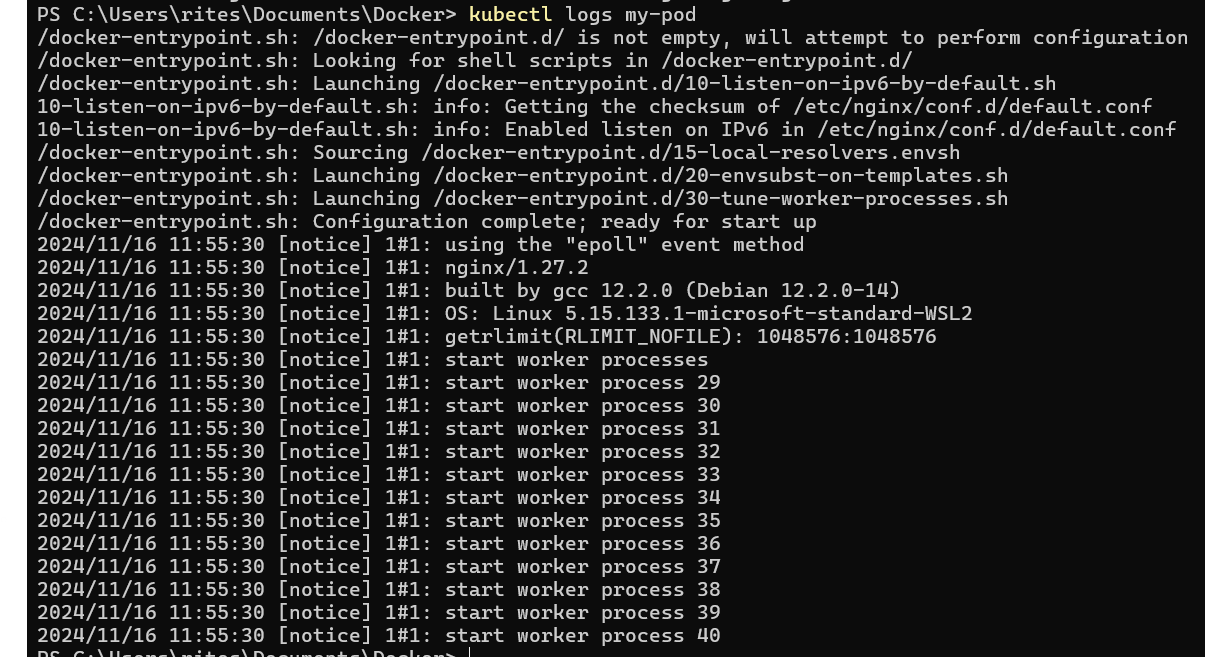 PS C:\Users\rites\Documents\Docker> kubectl logs my-pod
/docker-entrypoint.sh: /docker-entrypoint.d/ is not empty, will attempt to perform configuration
/docker-entrypoint.sh: Looking for shell scripts in /docker-entrypoint.d/
/docker-entrypoint.sh: Launching /docker-entrypoint.d/10-listen-on-ipv6-by-default.sh
10-listen-on-ipv6-by-default.sh: info: Getting the checksum of /etc/nginx/conf.d/default.conf
10-listen-on-ipv6-by-default.sh: info: Enabled listen on IPv6 in /etc/nginx/conf.d/default.conf
/docker-entrypoint.sh: Sourcing /docker-entrypoint.d/15-local-resolvers.envsh
/docker-entrypoint.sh: Launching /docker-entrypoint.d/20-envsubst-on-templates.sh
/docker-entrypoint.sh: Launching /docker-entrypoint.d/30-tune-worker-processes.sh
/docker-entrypoint.sh: Configuration complete; ready for start up
2024/11/16 11:55:30 [notice] 1#1: using the "epoll" event method
2024/11/16 11:55:30 [notice] 1#1: nginx/1.27.2
2024/11/16 11:55:30 [notice] 1#1: built by gcc 12.2.0 (Debian 12.2.0-14)
2024/11/16 11:55:30 [notice] 1#1: OS: Linux 5.15.133.1-microsoft-standard-WSL2
2024/11/16 11:55:30 [notice] 1#1: getrlimit(RLIMIT_NOFILE): 1048576:1048576
2024/11/16 11:55:30 [notice] 1#1: start worker processes
2024/11/16 11:55:30 [notice] 1#1: start worker process 29
2024/11/16 11:55:30 [notice] 1#1: start worker process 30
2024/11/16 11:55:30 [notice] 1#1: start worker process 31
2024/11/16 11:55:30 [notice] 1#1: start worker process 32
2024/11/16 11:55:30 [notice] 1#1: start worker process 33
2024/11/16 11:55:30 [notice] 1#1: start worker process 34
2024/11/16 11:55:30 [notice] 1#1: start worker process 35
2024/11/16 11:55:30 [notice] 1#1: start worker process 36
2024/11/16 11:55:30 [notice] 1#1: start worker process 37
2024/11/16 11:55:30 [notice] 1#1: start worker process 38
2024/11/16 11:55:30 [notice] 1#1: start worker process 39
2024/11/16 11:55:30 [notice] 1#1: start worker process 40
PS C:\Users\rites\Documents\Docker>